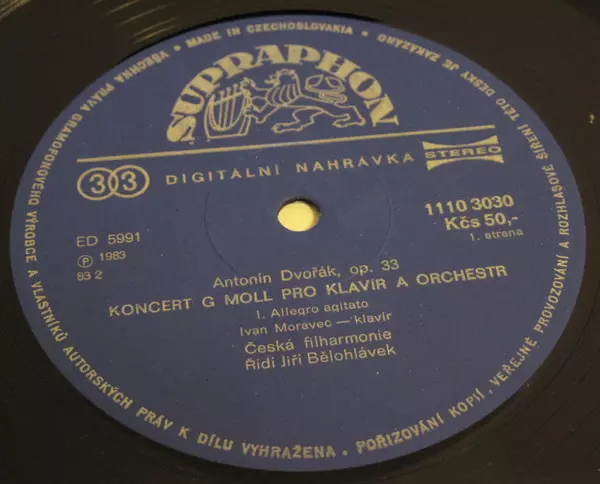 VŠECHNA PRÁVA GRAMOFONOVÉHO VÝROBCE A VLASTNÍKŮ AUTORSKÝCH PRÁV K DÍLU VYHRAŽENA • POŘIZOVÁNÍ KOPIÍ, VEŘEJNÉ PROVOZOVÁNÍ A ROZHLASOVÉ ŠÍŘENÍ TÉTO DESKY JE ZAKÁZÁNO • MADE IN CZECHOSLOVAKIA •
SUPRAPHON
33 DIGITÁLNÍ NAHRÁVKA STEREO
ED 5991
Ⓟ 1983
83 2
1110 3030
Kčs 50,-
1. strana
Antonín Dvořák, op. 33
KONCERT G MOLL PRO KLAVÍR A ORCHESTR
I. Allegro agitato
Ivan Moravec — klavír
Česká filharmonie
Řídí Jiří Bělohlávek